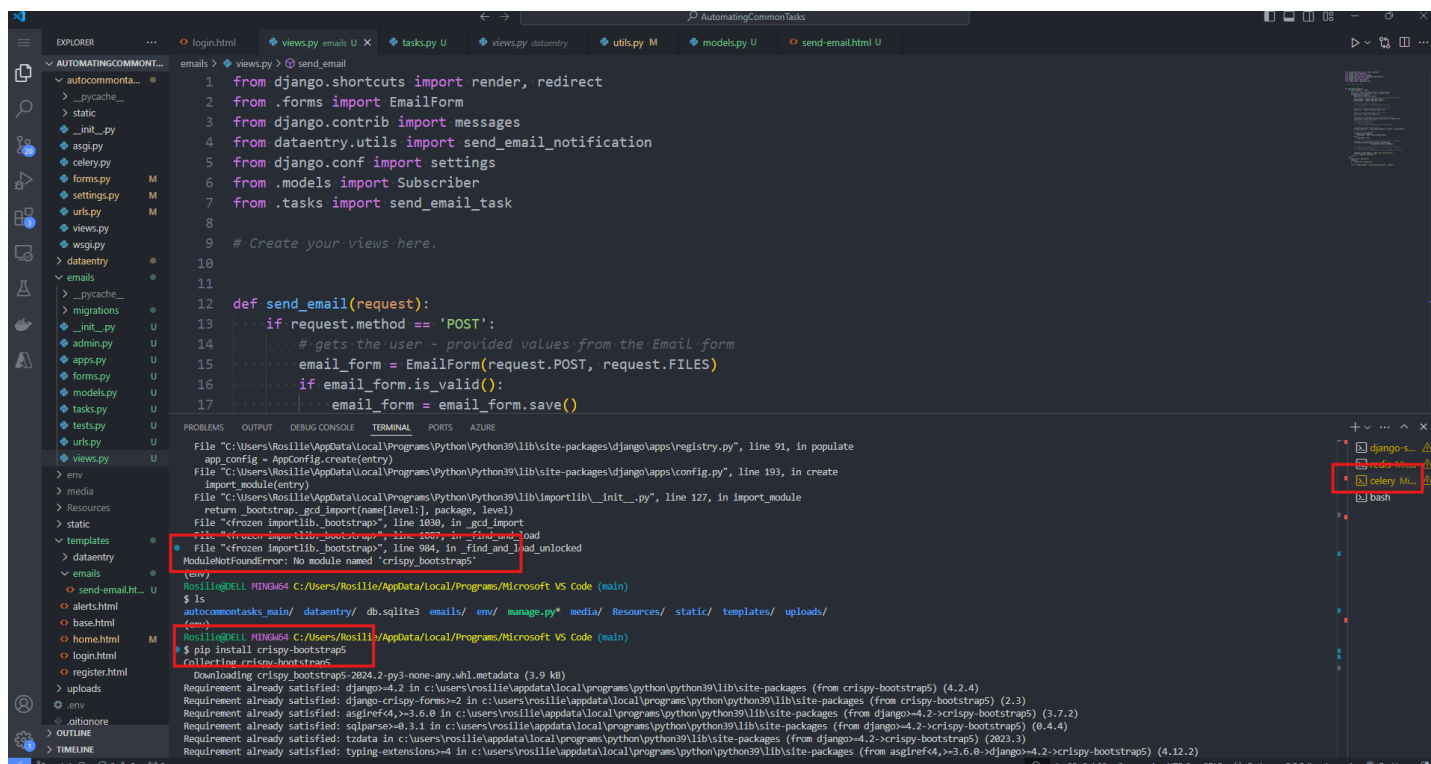 AutomatingCommonTasks
EXPLORER
login.html
views.py emails U
tasks.py U
views.py dataentry
utils.py M
models.py U
send-email.html U
AUTOMATINGCOMMONT...
autocommonta...
__pycache__
static
__init__.py
asgi.py
celery.py
forms.py M
settings.py M
urls.py M
views.py
wsgi.py
dataentry
emails
__pycache__
migrations
__init__.py U
admin.py U
apps.py U
forms.py U
models.py U
tasks.py U
tests.py U
urls.py U
views.py U
env
media
Resources
static
templates
dataentry
emails
send-email.ht... U
alerts.html
base.html
home.html M
login.html
register.html
uploads
.env
.gitignore
OUTLINE
TIMELINE
emails > views.py > send_email
1 from django.shortcuts import render, redirect
2 from .forms import EmailForm
3 from django.contrib import messages
4 from dataentry.utils import send_email_notification
5 from django.conf import settings
6 from .models import Subscriber
7 from .tasks import send_email_task
8
9 # Create your views here.
10
11
12 def send_email(request):
13 if request.method == 'POST':
14 # gets the user - provided values from the Email form
15 email_form = EmailForm(request.POST, request.FILES)
16 if email_form.is_valid():
17 email_form = email_form.save()
PROBLEMS OUTPUT DEBUG CONSOLE TERMINAL PORTS AZURE
File "C:\Users\Rosilie\AppData\Local\Programs\Python\Python39\lib\site-packages\django\apps\registry.py", line 91, in populate
app_config = AppConfig.create(entry)
File "C:\Users\Rosilie\AppData\Local\Programs\Python\Python39\lib\site-packages\django\apps\config.py", line 193, in create
import_module(entry)
File "C:\Users\Rosilie\AppData\Local\Programs\Python\Python39\lib\importlib\__init__.py", line 127, in import_module
return _bootstrap._gcd_import(name[level:], package, level)
File "<frozen importlib._bootstrap>", line 1030, in _gcd_import
File "<frozen importlib._bootstrap>", line 1007, in _find_and_load
File "<frozen importlib._bootstrap>", line 984, in _find_and_load_unlocked
ModuleNotFoundError: No module named 'crispy_bootstrap5'
(env)
Rosilie@DELL MINGW64 C:/Users/Rosilie/AppData/Local/Programs/Microsoft VS Code (main)
$ ls
autocommontasks_main/ dataentry/ db.sqlite3 emails/ env/ manage.py* media/ Resources/ static/ templates/ uploads/
(env)
Rosilie@DELL MINGW64 C:/Users/Rosilie/AppData/Local/Programs/Microsoft VS Code (main)
$ pip install crispy-bootstrap5
Collecting crispy-bootstrap5
Downloading crispy_bootstrap5-2024.2-py3-none-any.whl.metadata (3.9 kB)
Requirement already satisfied: django>=4.2 in c:\users\rosilie\appdata\local\programs\python\python39\lib\site-packages (from crispy-bootstrap5) (4.2.4)
Requirement already satisfied: django-crispy-forms>=2 in c:\users\rosilie\appdata\local\programs\python\python39\lib\site-packages (from crispy-bootstrap5) (2.3)
Requirement already satisfied: asgiref<4,>=3.6.0 in c:\users\rosilie\appdata\local\programs\python\python39\lib\site-packages (from django>=4.2->crispy-bootstrap5) (3.7.2)
Requirement already satisfied: sqlparse>=0.3.1 in c:\users\rosilie\appdata\local\programs\python\python39\lib\site-packages (from django>=4.2->crispy-bootstrap5) (0.4.4)
Requirement already satisfied: tzdata in c:\users\rosilie\appdata\local\programs\python\python39\lib\site-packages (from django>=4.2->crispy-bootstrap5) (2023.3)
Requirement already satisfied: typing-extensions>=4 in c:\users\rosilie\appdata\local\programs\python\python39\lib\site-packages (from asgiref<4,>=3.6.0->django>=4.2->crispy-bootstrap5) (4.12.2)
django-s...
redis Mi...
celery Mi...
bash
20
3
1